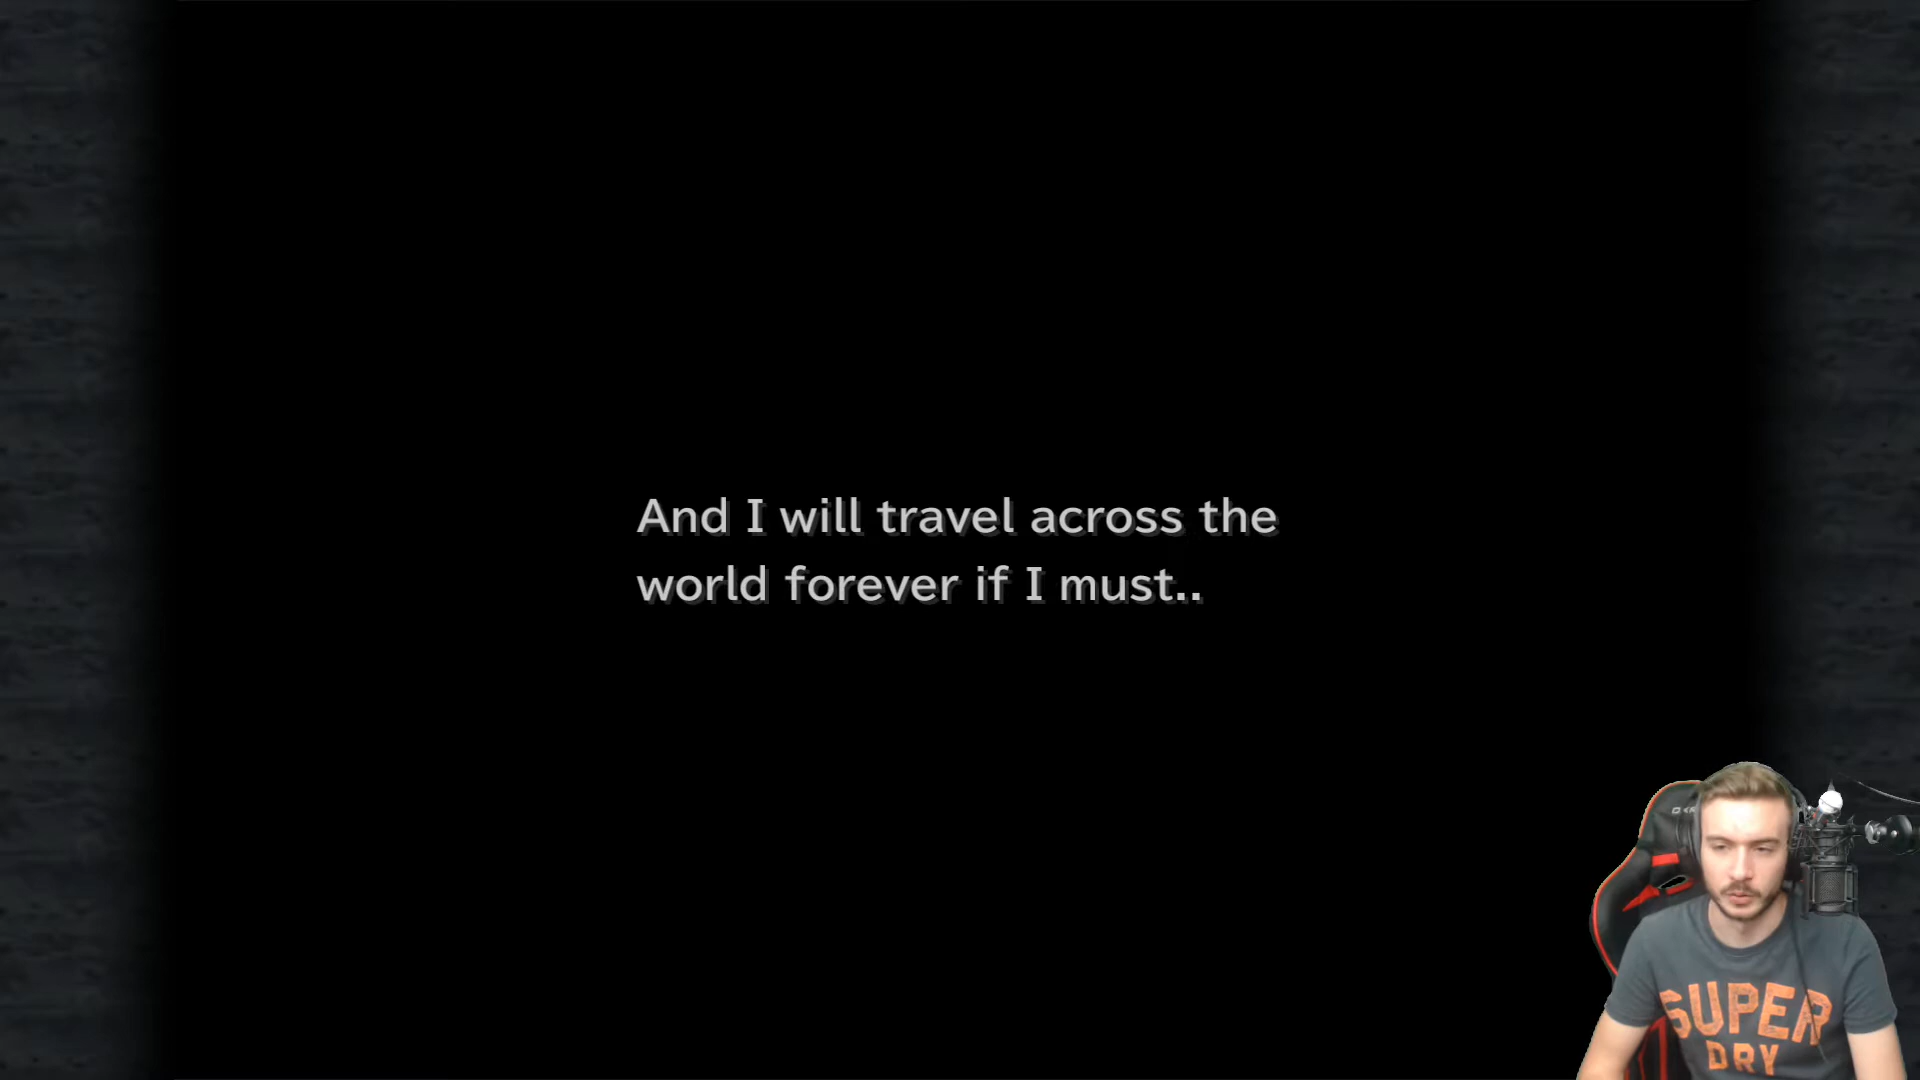 And I will travel across the
world forever if I must..
SUPER
DRY